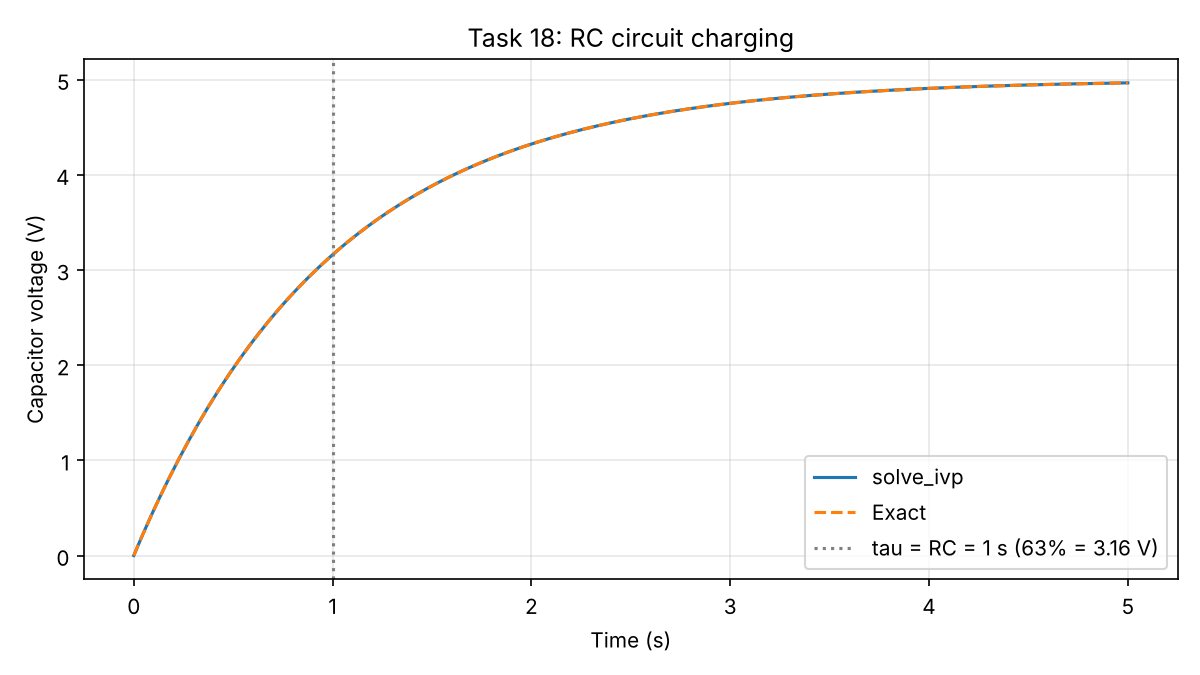 Task 18: RC circuit charging
Capacitor voltage (V)
5
4
3
2
1
0
solve_ivp
Exact
tau = RC = 1 s (63% = 3.16 V)
0 1 2 3 4 5
Time (s)